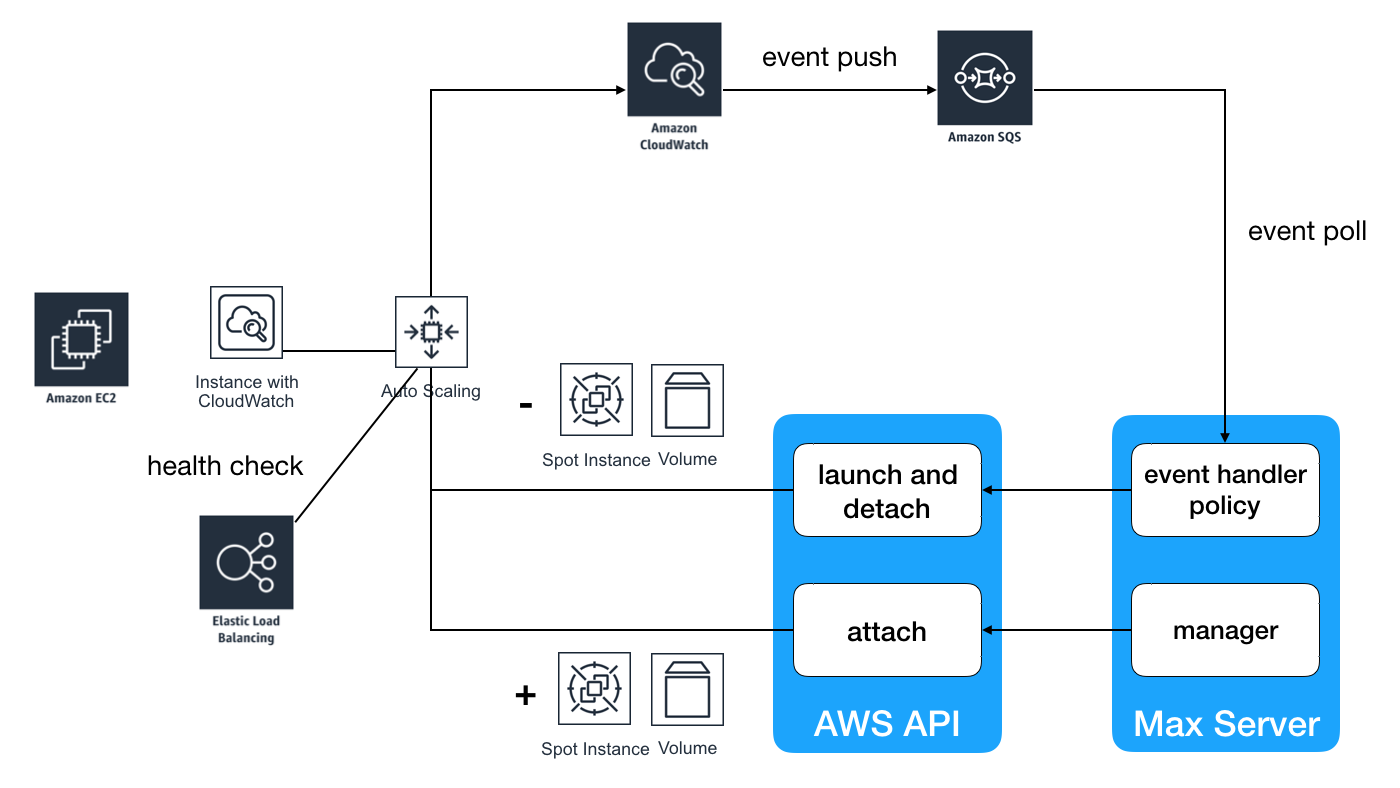 event push
Amazon
CloudWatch
Amazon SQS
event poll
Amazon EC2
Instance with
CloudWatch
Auto Scaling
-
Spot Instance
Volume
health check
launch and
detach
event handler
policy
Elastic Load
Balancing
attach
manager
+
Spot Instance
Volume
AWS API
Max Server